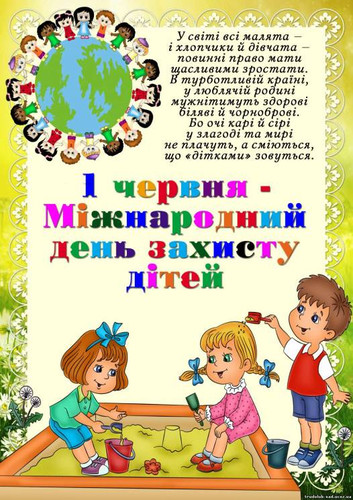 У світі всі малята –
і хлопчики й дівчата –
повинні право мати
щасливими зростати.
В турботливій країні,
у люблячій родині
мужнітимуть здорові
біляві й чорноброві.
Бо очі карі й сірі
у злагоді та мирі
не плачуть, а сміються,
що «дітками» зовуться.
1 червня -
Міжнародний
день захисту
дітей